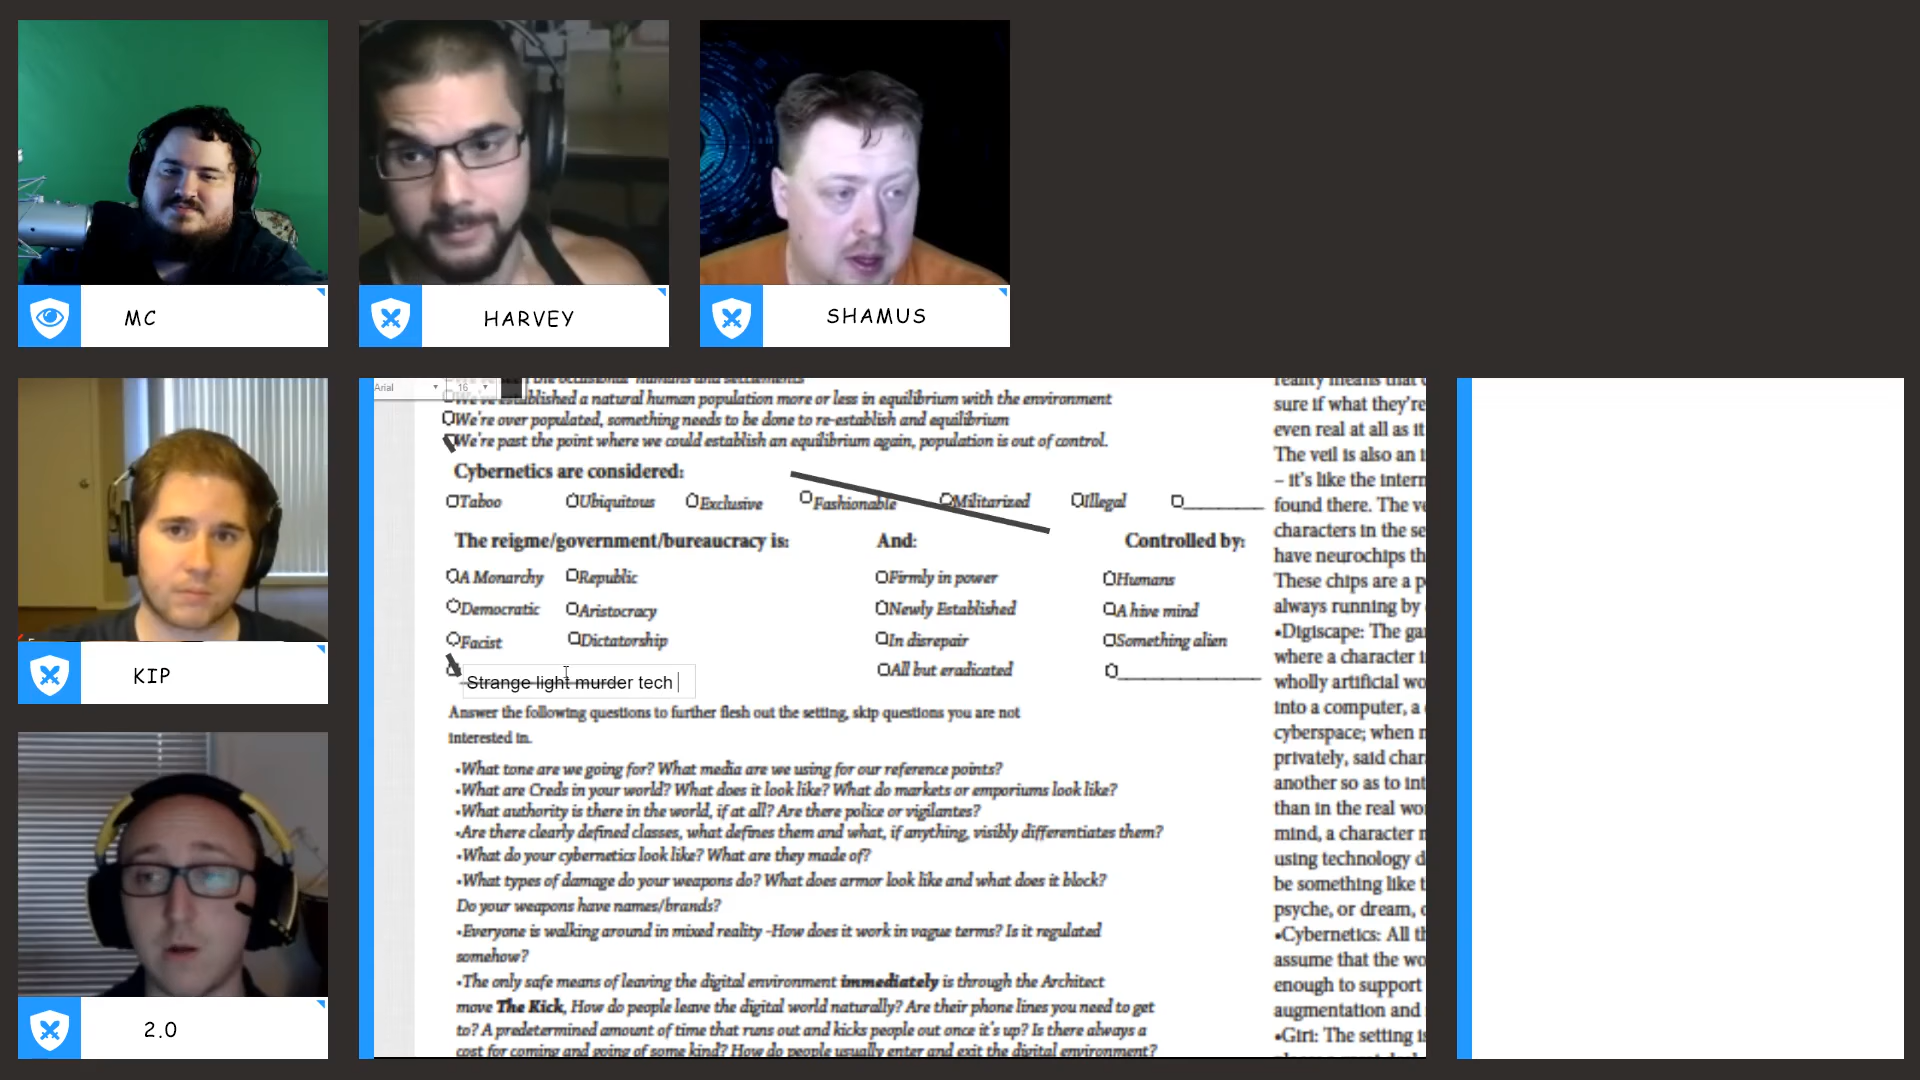 MC
HARVEY
SHAMUS
KIP
2.0
Arial
16
the occasional humans and settlements
We've established a natural human population more or less in equilibrium with the environment
We're over populated, something needs to be done to re-establish and equilibrium
We're past the point where we could establish an equilibrium again, population is out of control.
Cybernetics are considered:
Taboo Ubiquitous Exclusive Fashionable Militarized Illegal
The reigme/government/bureaucracy is: And: Controlled by:
A Monarchy Republic Firmly in power Humans
Democratic Aristocracy Newly Established A hive mind
Facist Dictatorship In disrepair Something alien
Strange light murder tech All but eradicated
Answer the following questions to further flesh out the setting, skip questions you are not
interested in.
•What tone are we going for? What media are we using for our reference points?
•What are Creds in your world? What does it look like? What do markets or emporiums look like?
•What authority is there in the world, if at all? Are there police or vigilantes?
•Are there clearly defined classes, what defines them and what, if anything, visibly differentiates them?
•What do your cybernetics look like? What are they made of?
•What types of damage do your weapons do? What does armor look like and what does it block?
Do your weapons have names/brands?
•Everyone is walking around in mixed reality -How does it work in vague terms? Is it regulated
somehow?
•The only safe means of leaving the digital environment immediately is through the Architect
move The Kick, How do people leave the digital world naturally? Are their phone lines you need to get
to? A predetermined amount of time that runs out and kicks people out once it's up? Is there always a
cost for coming and going of some kind? How do people usually enter and exit the digital environment?
reality means that
sure if what they're
even real at all as it
The veil is also an
– it's like the intern
found there. The ve
characters in the se
have neurochips th
These chips are a p
always running by
•Digiscape: The ga
where a character i
wholly artificial wo
into a computer, a
cyberspace; when
privately, said char
another so as to int
than in the real wo
mind, a character
using technology d
be something like t
psyche, or dream,
•Cybernetics: All th
assume that the wo
enough to support
augmentation and
•Giri: The setting is